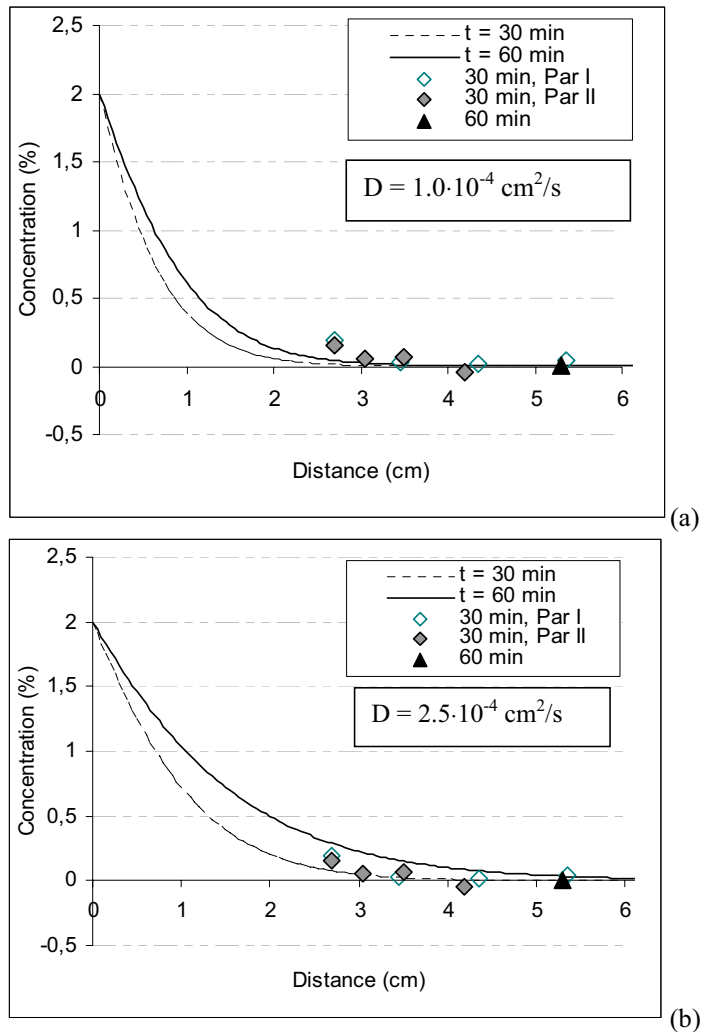 2,5
2
1,5
1
0,5
0
-0,5
Concentration (%)
0 1 2 3 4 5 6
Distance (cm)
t = 30 min
t = 60 min
30 min, Par I
30 min, Par II
60 min
D = 1.0·10⁻⁴ cm²/s
(a)
2,5
2
1,5
1
0,5
0
-0,5
Concentration (%)
0 1 2 3 4 5 6
Distance (cm)
t = 30 min
t = 60 min
30 min, Par I
30 min, Par II
60 min
D = 2.5·10⁻⁴ cm²/s
(b)